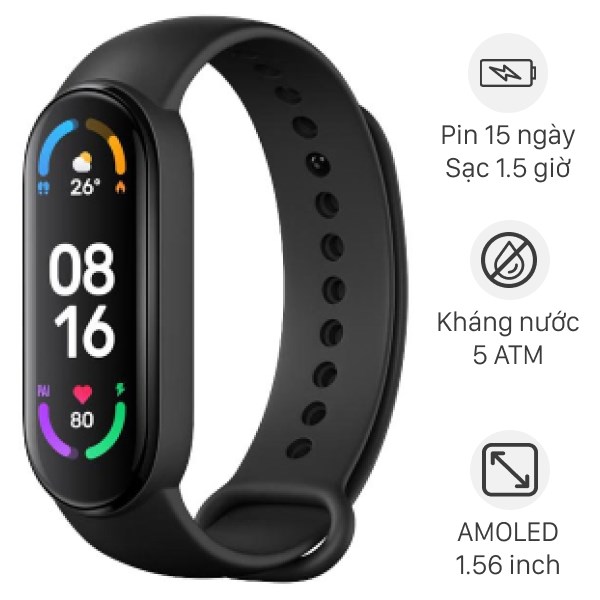 26°
08
16
PAI
80
Pin 15 ngày
Sạc 1.5 giờ
Kháng nước
5 ATM
AMOLED
1.56 inch